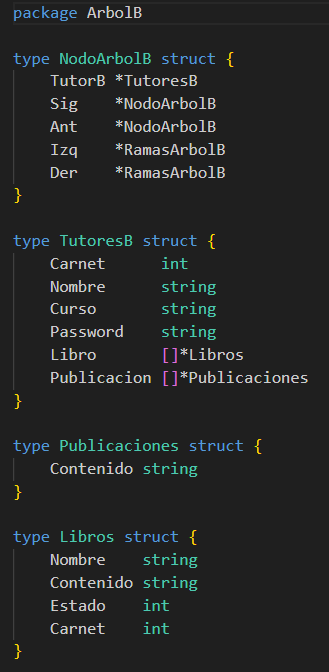 package ArbolB
type NodoArbolB struct {
TutorB *TutoresB
Sig *NodoArbolB
Ant *NodoArbolB
Izq *RamasArbolB
Der *RamasArbolB
}
type TutoresB struct {
Carnet int
Nombre string
Curso string
Password string
Libro []*Libros
Publicacion []*Publicaciones
}
type Publicaciones struct {
Contenido string
}
type Libros struct {
Nombre string
Contenido string
Estado int
Carnet int
}